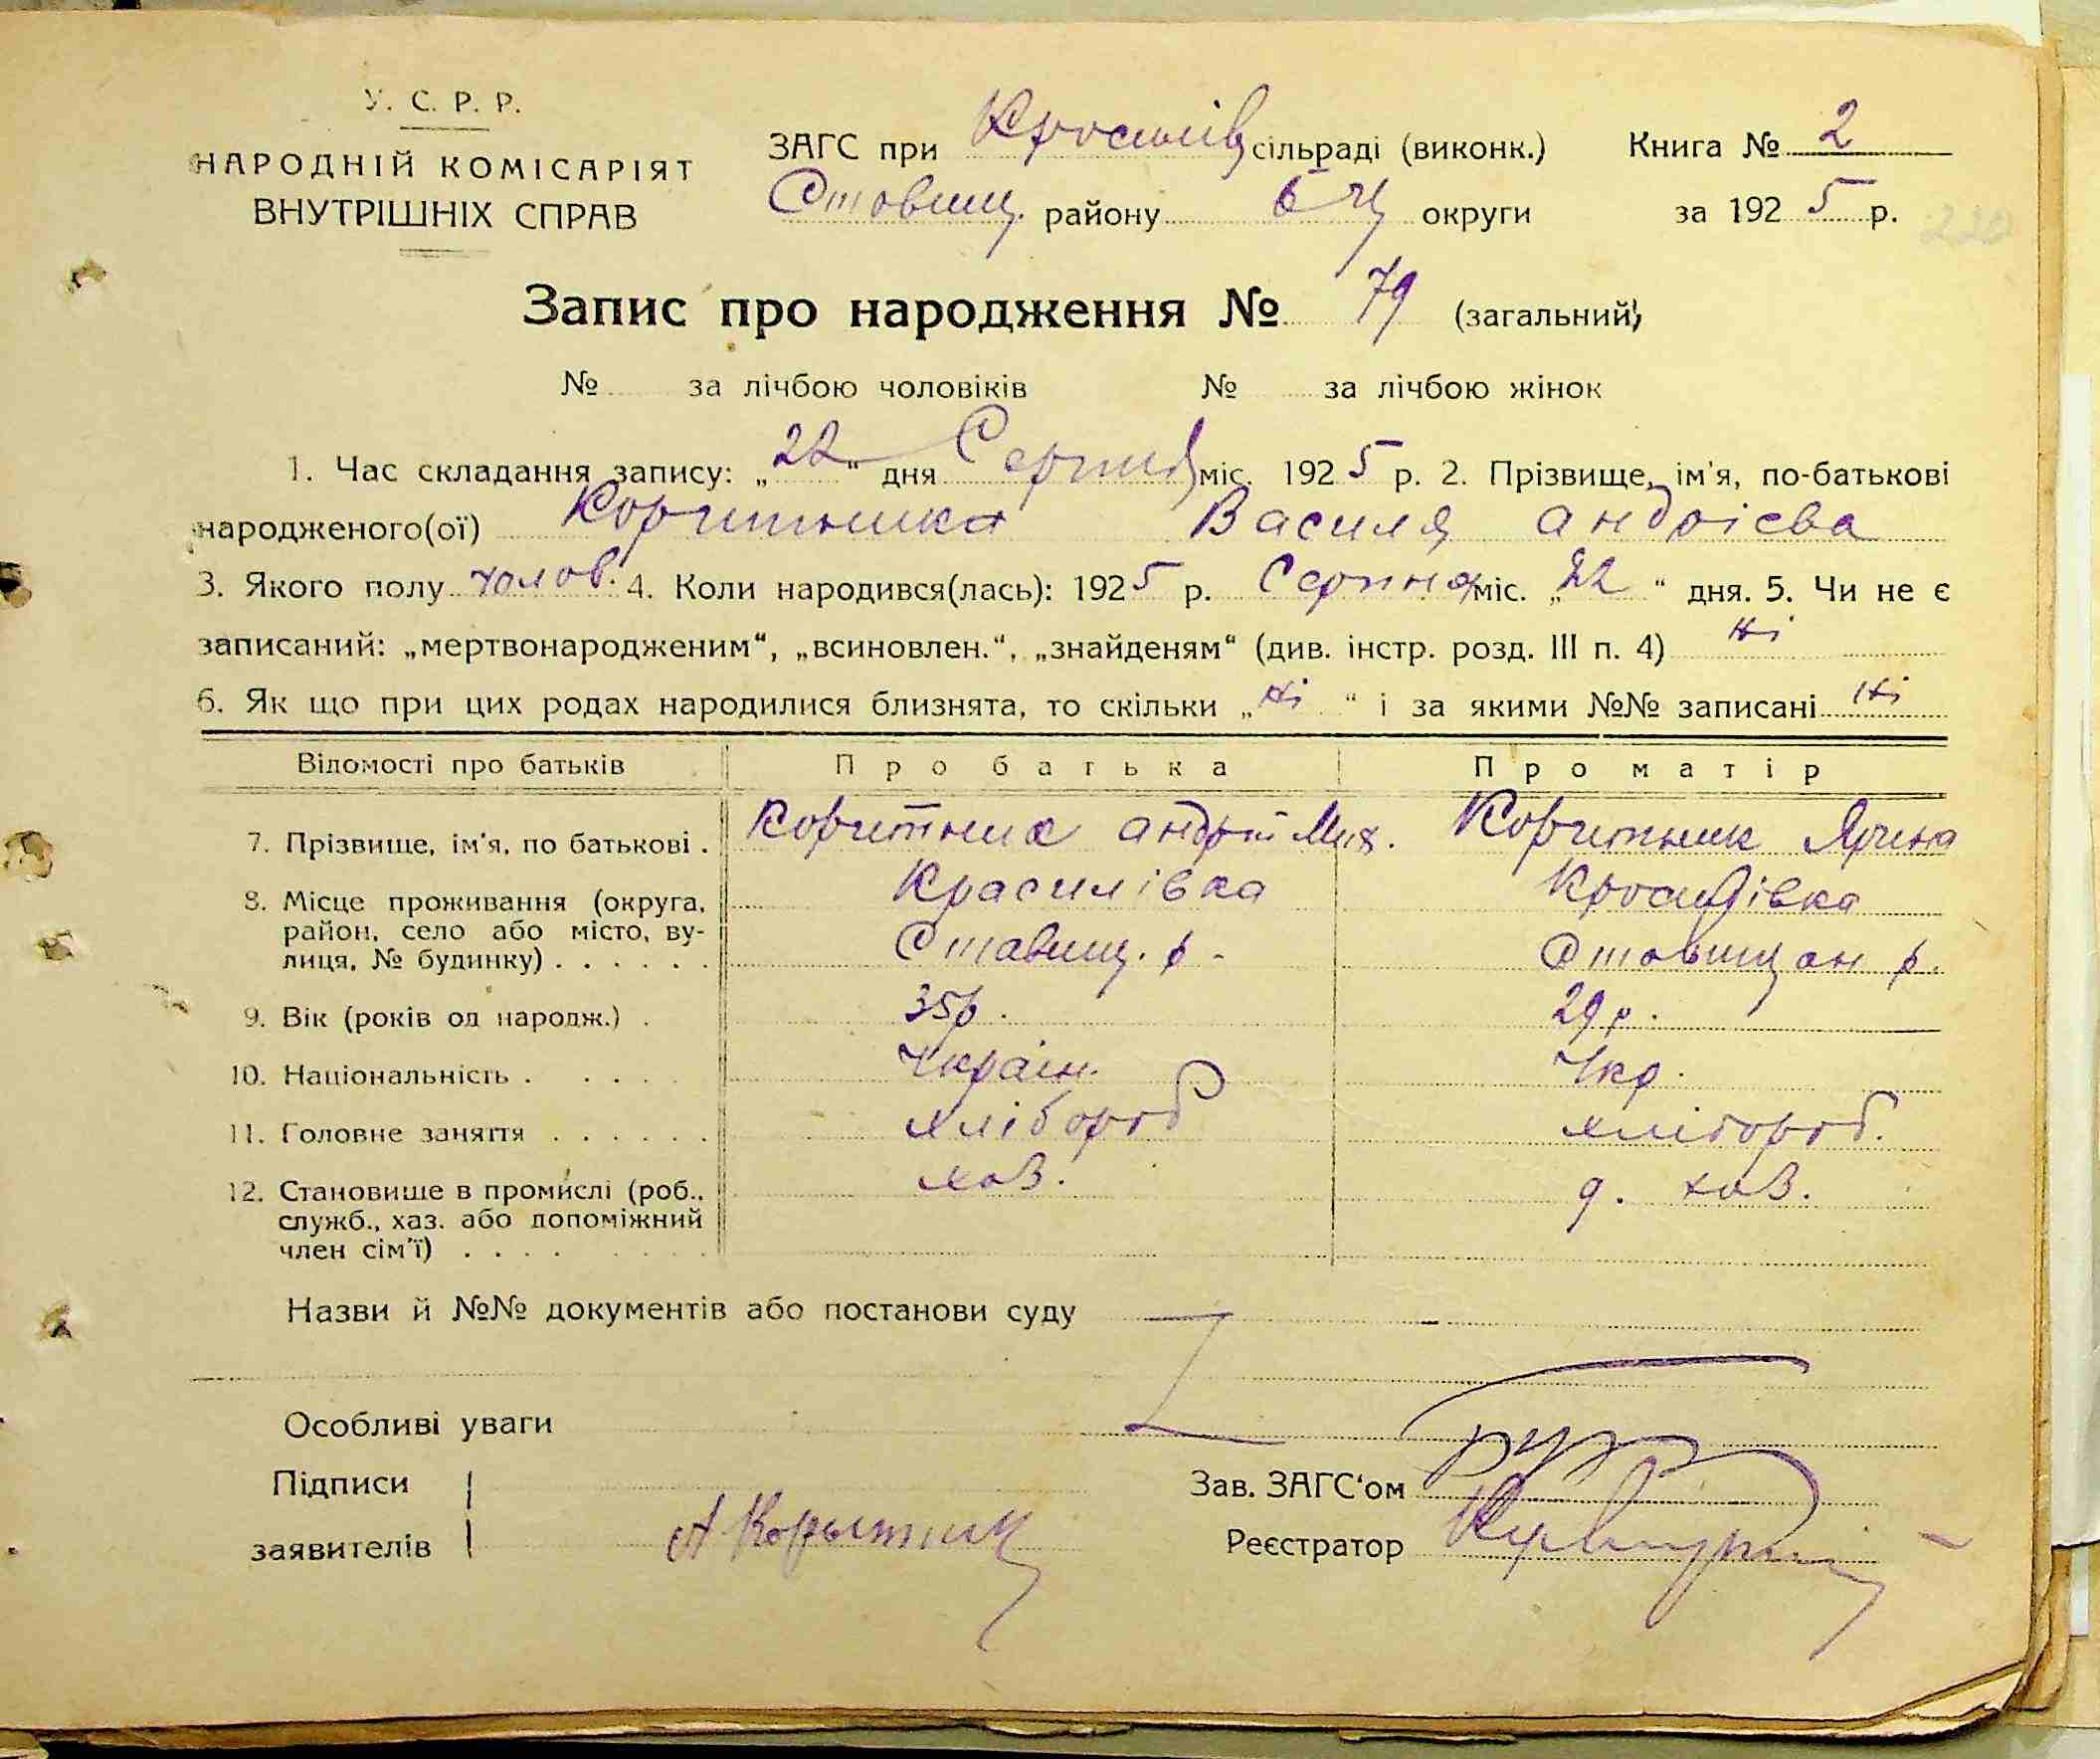 У. С. Р. Р.
НАРОДНІЙ КОМІСАРІЯТ
ВНУТРІШНІХ СПРАВ
ЗАГС при Красилів сільраді (виконк.) Книга № 2
Ставищ. району БЦ округи за 1925 р.
220
Запис про народження № 79 (загальний)
№ за лічбою чоловіків № за лічбою жінок
1. Час складання запису: „22“ дня Серпня міс. 1925 р. 2. Прізвище, ім'я, по-батькові
народженого(ої) Коритника Василя Андрієва
3. Якого полу чолов. 4. Коли народився(лась): 1925 р. Серпня міс. „22“ дня. 5. Чи не є
записаний: „мертвонародженим“, „всиновлен.“, „знайденям“ (див. інстр. розд. III п. 4) ні
6. Як що при цих родах народилися близнята, то скільки „ні“ і за якими №№ записані ні
Відомості про батьків Про батька Про матір
7. Прізвище, ім'я, по батькові . Коритник Андрій Мих. Коритник Ярина
8. Місце проживання (округа, Красилівка Красилівка
район, село або місто, ву- Ставищ. р. Ставищан р.
лиця, № будинку) . . . . . .
9. Вік (років од народж.) . 35 р. 29 р.
10. Національність . . . . . Україн. Укр.
11. Головне заняття . . . . . . хлібороб хлібороб.
12. Становище в промислі (роб., хаз. д. хаз.
служб., хаз. або допоміжний
член сім'ї) . . . .
Назви й №№ документів або постанови суду
Особливі уваги
Підписи Зав. ЗАГС'ом
заявителів А Корытник Реєстратор